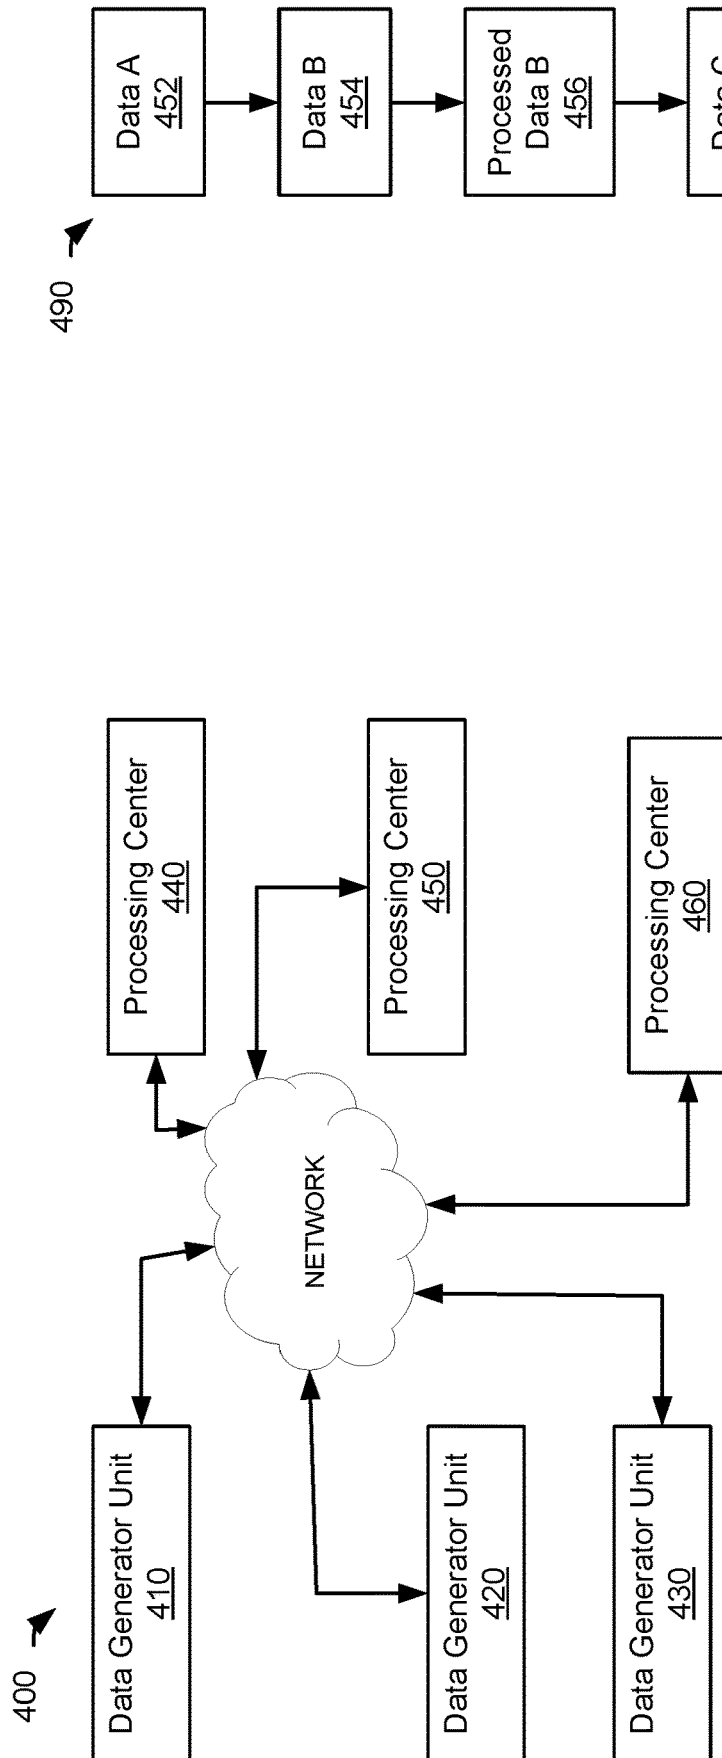 400
Data Generator Unit
410
Data Generator Unit
420
Data Generator Unit
430
NETWORK
Processing Center
440
Processing Center
450
Processing Center
460
490
Data A
452
Data B
454
Processed
Data B
456
Data C